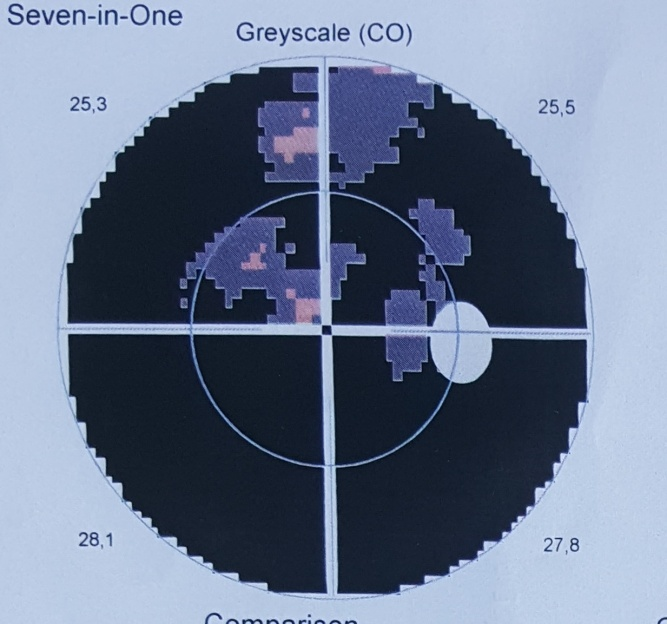 Seven-in-One
Greyscale (CO)
25,3
25,5
28,1
27,8
Comparison